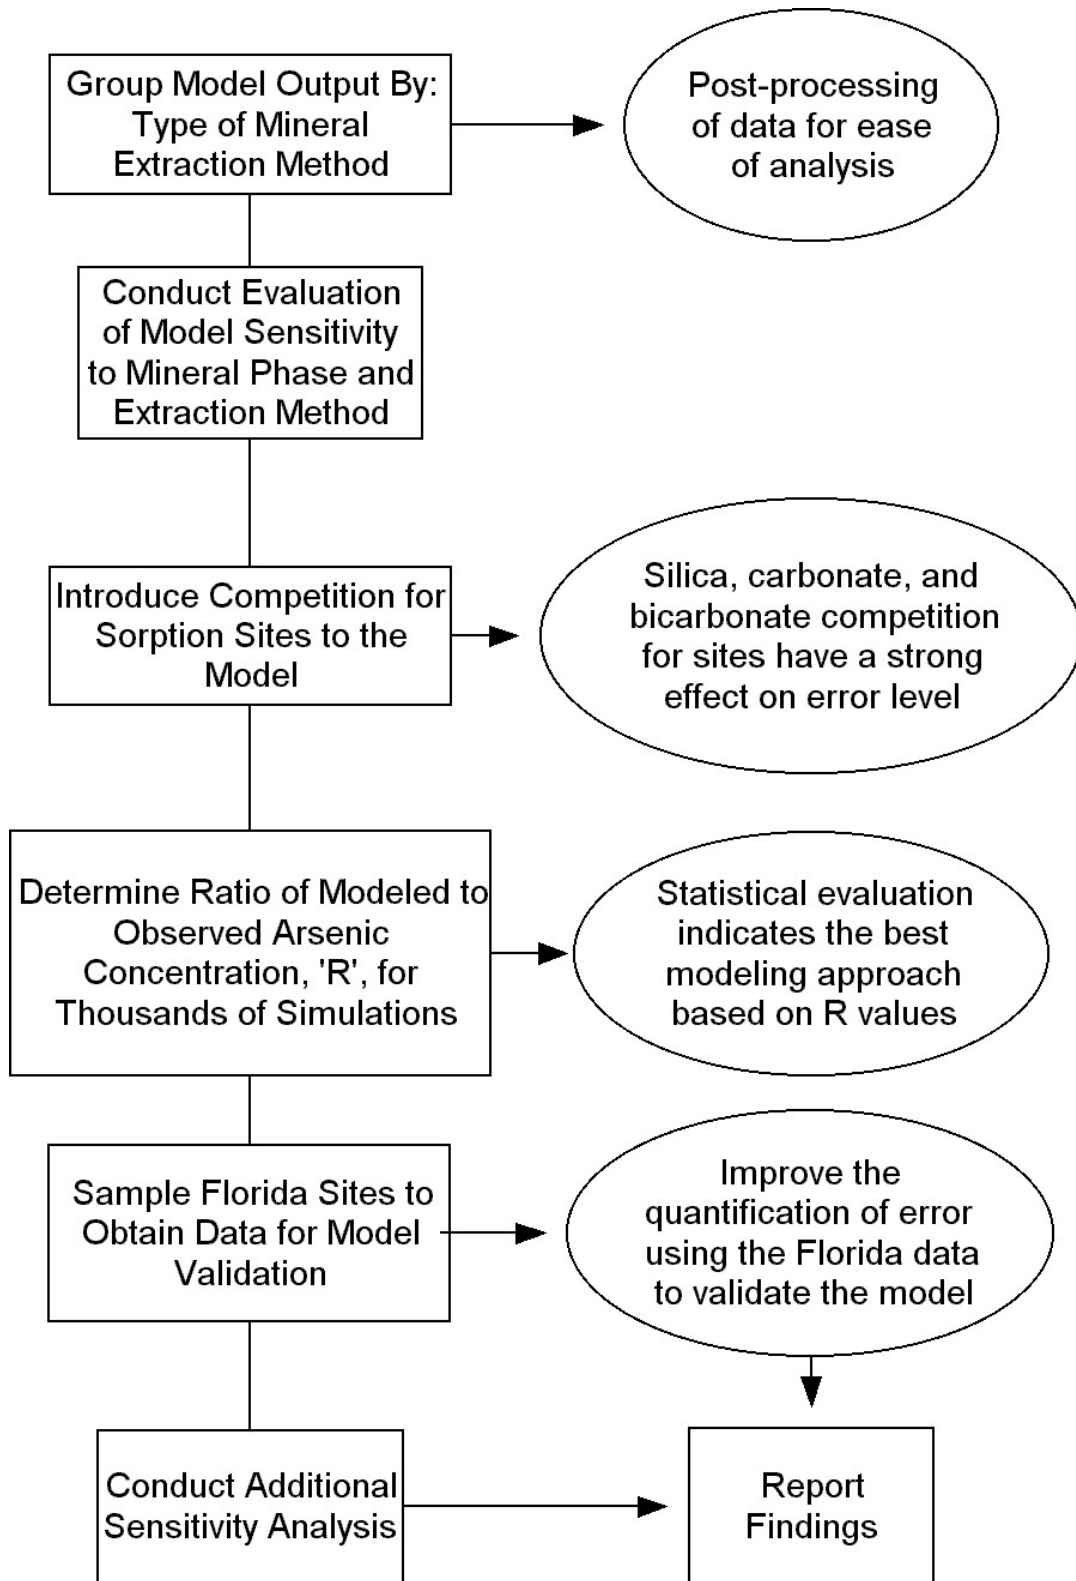 Group Model Output By:
Type of Mineral
Extraction Method
Post-processing
of data for ease
of analysis
Conduct Evaluation
of Model Sensitivity
to Mineral Phase and
Extraction Method
Introduce Competition for
Sorption Sites to the
Model
Silica, carbonate, and
bicarbonate competition
for sites have a strong
effect on error level
Determine Ratio of Modeled to
Observed Arsenic
Concentration, 'R', for
Thousands of Simulations
Statistical evaluation
indicates the best
modeling approach
based on R values
Sample Florida Sites to
Obtain Data for Model
Validation
Improve the
quantification of error
using the Florida data
to validate the model
Conduct Additional
Sensitivity Analysis
Report
Findings